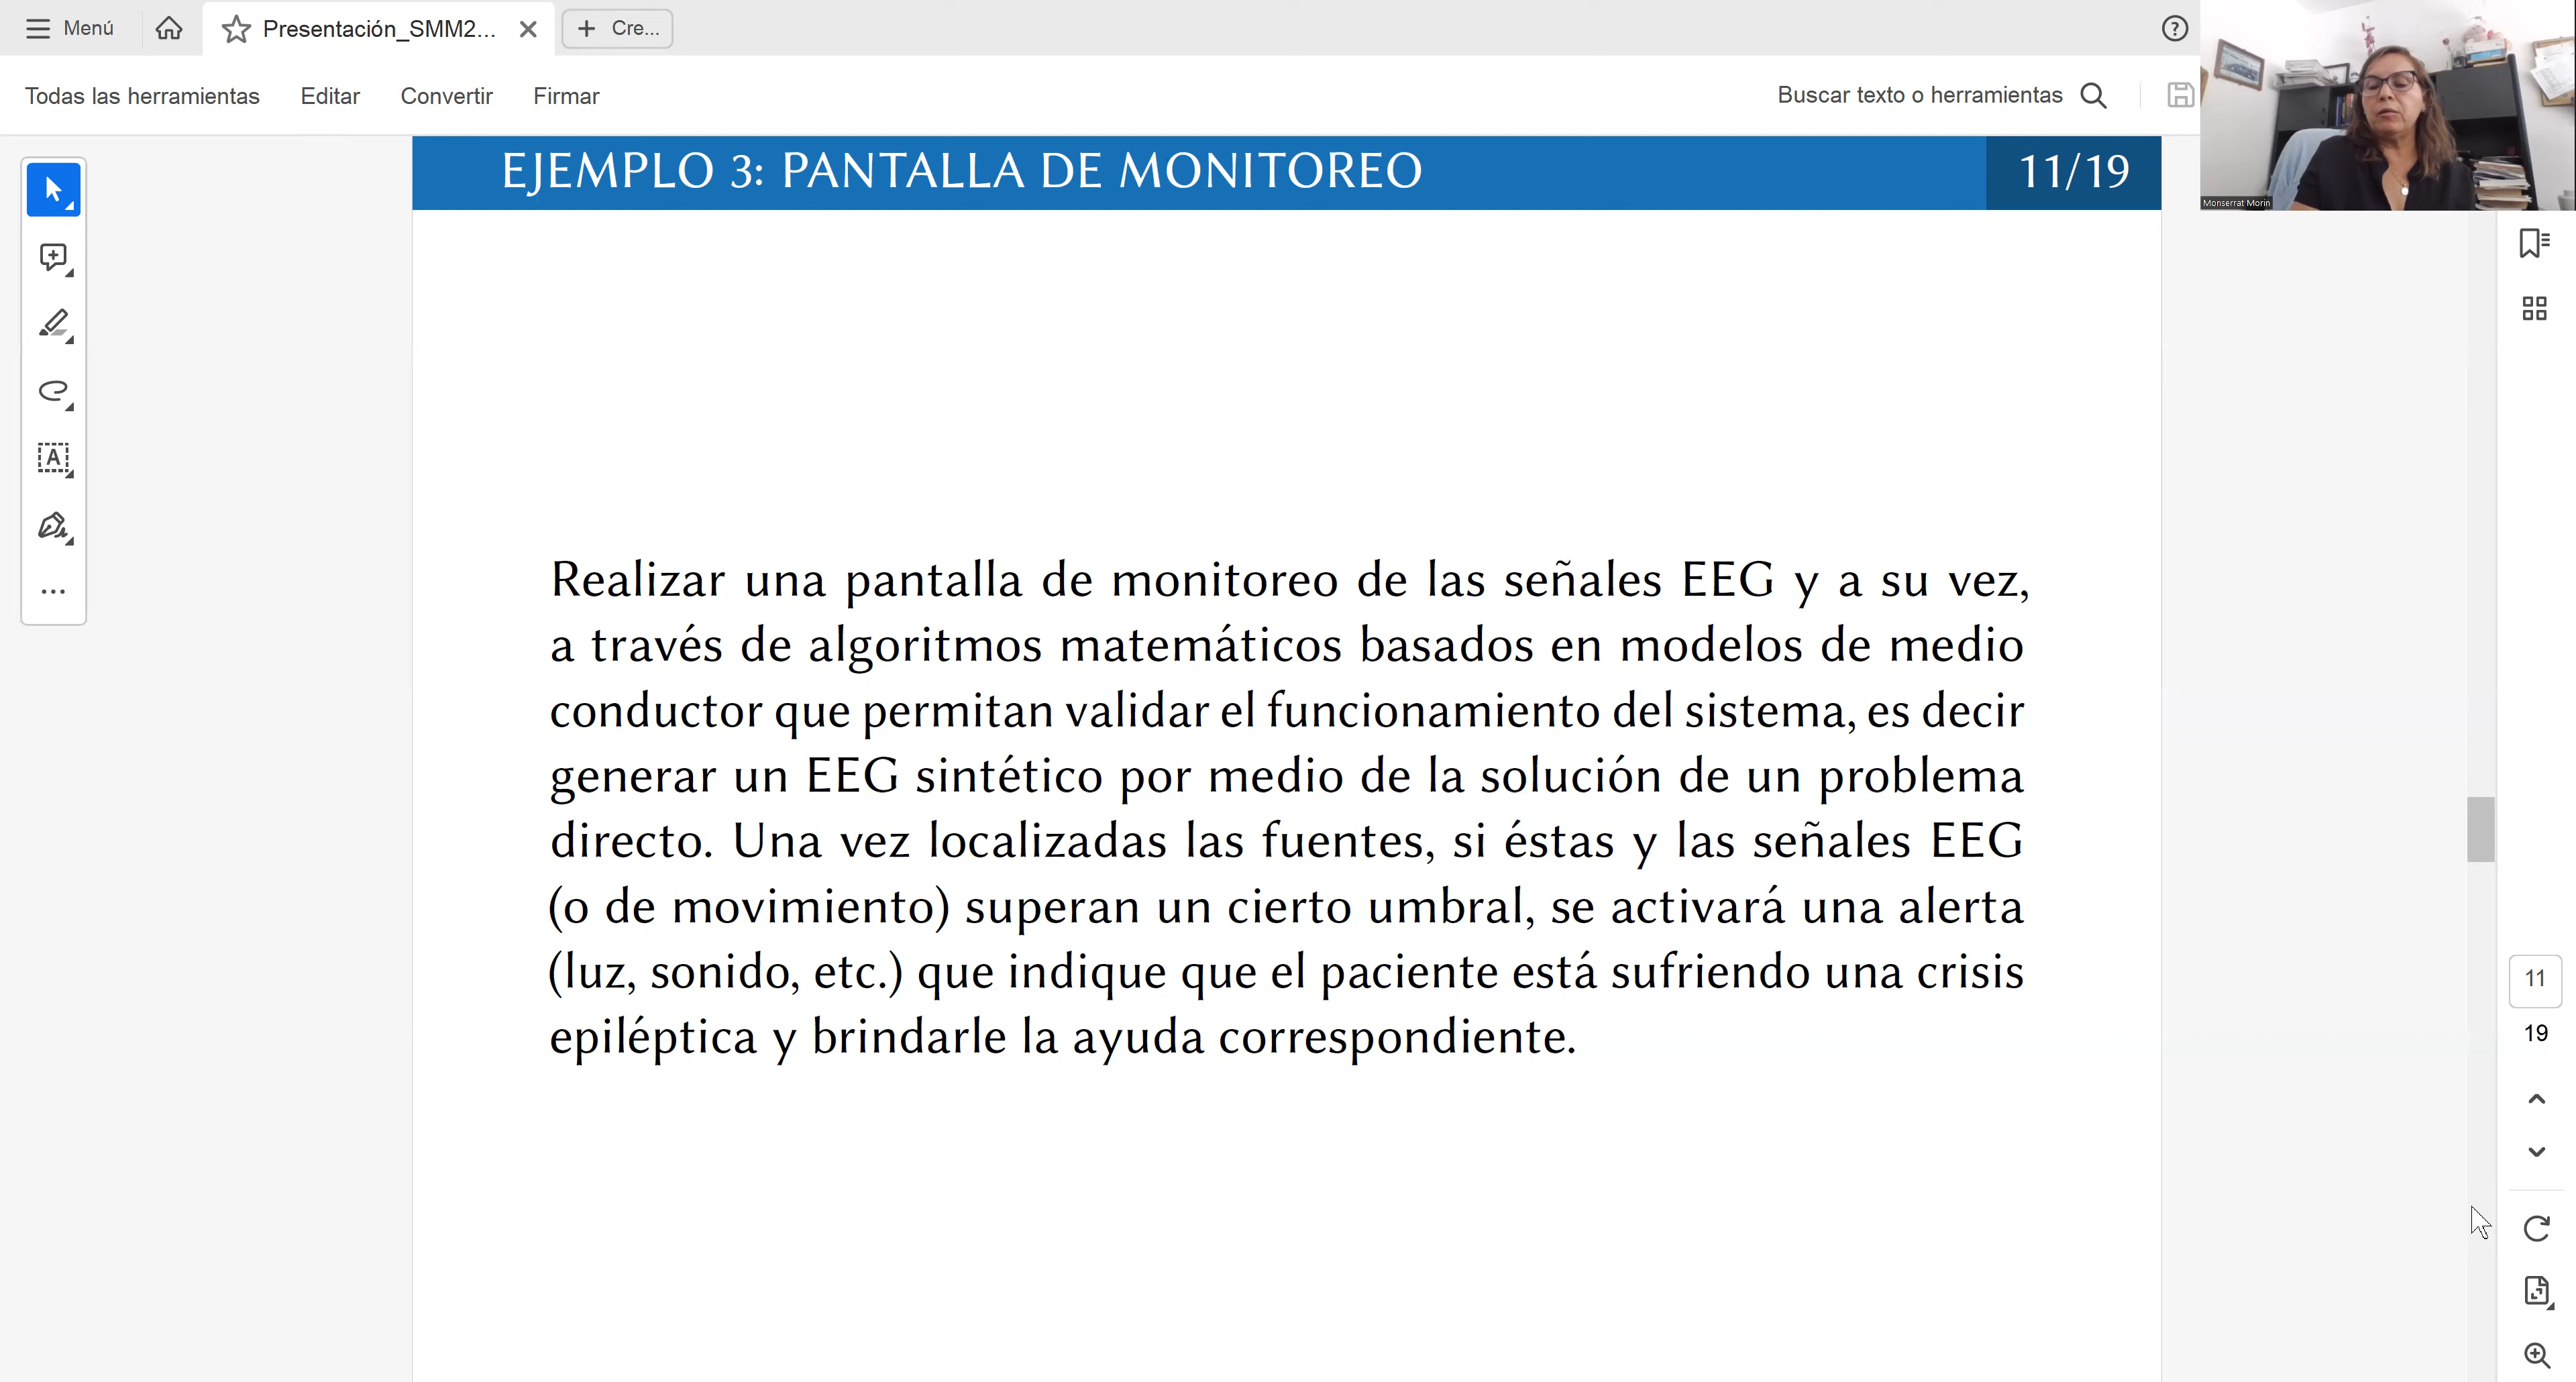 Menú
Presentación_SMM2...
Cre...
Todas las herramientas
Editar
Convertir
Firmar
Buscar texto o herramientas
Monserrat Morin
EJEMPLO 3: PANTALLA DE MONITOREO
11/19
Realizar una pantalla de monitoreo de las señales EEG y a su vez,
a través de algoritmos matemáticos basados en modelos de medio
conductor que permitan validar el funcionamiento del sistema, es decir
generar un EEG sintético por medio de la solución de un problema
directo. Una vez localizadas las fuentes, si éstas y las señales EEG
(o de movimiento) superan un cierto umbral, se activará una alerta
(luz, sonido, etc.) que indique que el paciente está sufriendo una crisis
epiléptica y brindarle la ayuda correspondiente.
11
19